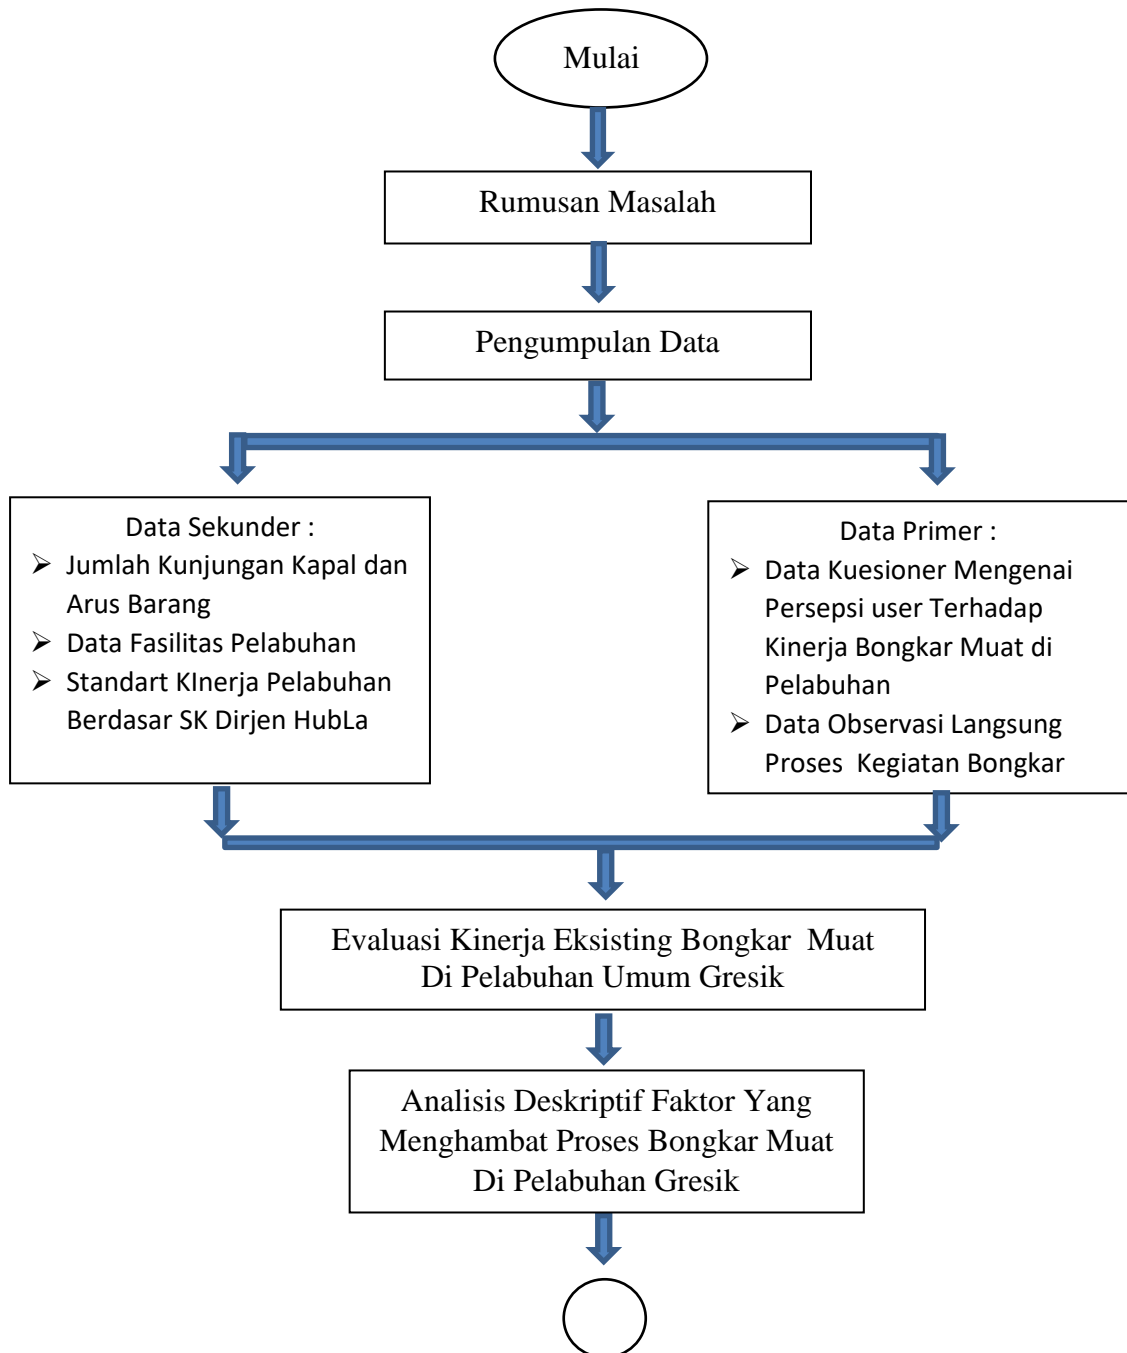 Mulai
Rumusan Masalah
Pengumpulan Data
Data Sekunder :
➢ Jumlah Kunjungan Kapal dan
Arus Barang
➢ Data Fasilitas Pelabuhan
➢ Standart KInerja Pelabuhan
Berdasar SK Dirjen HubLa
Data Primer :
➢ Data Kuesioner Mengenai
Persepsi user Terhadap
Kinerja Bongkar Muat di
Pelabuhan
➢ Data Observasi Langsung
Proses  Kegiatan Bongkar
Evaluasi Kinerja Eksisting Bongkar  Muat
Di Pelabuhan Umum Gresik
Analisis Deskriptif Faktor Yang
Menghambat Proses Bongkar Muat
Di Pelabuhan Gresik